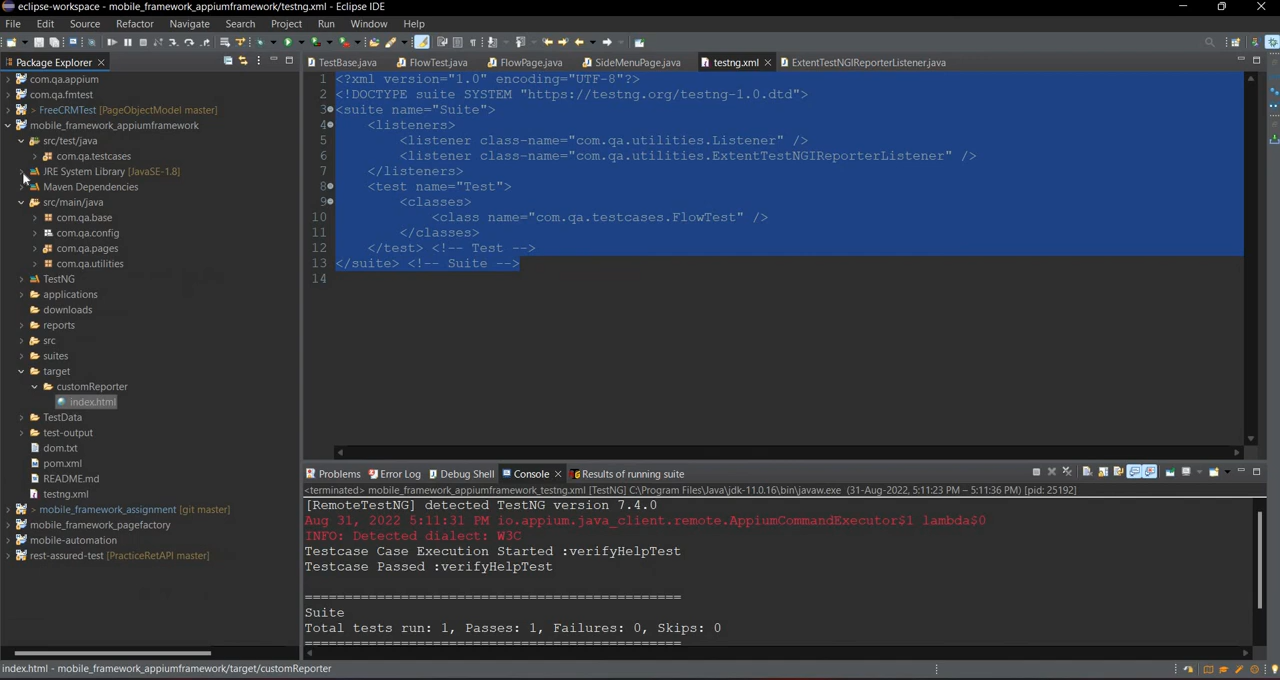 eclipse-workspace - mobile_framework_appiumframework/testng.xml - Eclipse IDE
File Edit Source Refactor Navigate Search Project Run Window Help
Package Explorer
com.qa.appium
com.qa.fmtest
> FreeCRMTest [PageObjectModel master]
mobile_framework_appiumframework
src/test/java
com.qa.testcases
JRE System Library [JavaSE-1.8]
Maven Dependencies
src/main/java
com.qa.base
com.qa.config
com.qa.pages
com.qa.utilities
TestNG
applications
downloads
reports
src
suites
target
customReporter
index.html
TestData
test-output
dom.txt
pom.xml
README.md
testng.xml
> mobile_framework_assignment [git master]
mobile_framework_pagefactory
mobile-automation
rest-assured-test [PracticeRetAPI master]
TestBase.java FlowTest.java FlowPage.java SideMenuPage.java testng.xml ExtentTestNGIReporterListener.java
1 <?xml version="1.0" encoding="UTF-8"?>
2 <!DOCTYPE suite SYSTEM "https://testng.org/testng-1.0.dtd">
3 <suite name="Suite">
4 <listeners>
5 <listener class-name="com.qa.utilities.Listener" />
6 <listener class-name="com.qa.utilities.ExtentTestNGIReporterListener" />
7 </listeners>
8 <test name="Test">
9 <classes>
10 <class name="com.qa.testcases.FlowTest" />
11 </classes>
12 </test> <!-- Test -->
13 </suite> <!-- Suite -->
14
Problems Error Log Debug Shell Console Results of running suite
<terminated> mobile_framework_appiumframework_testng.xml [TestNG] C:\Program Files\Java\jdk-11.0.16\bin\javaw.exe (31-Aug-2022, 5:11:23 PM – 5:11:36 PM) [pid: 25192]
[RemoteTestNG] detected TestNG version 7.4.0
Aug 31, 2022 5:11:31 PM io.appium.java_client.remote.AppiumCommandExecutor$1 lambda$0
INFO: Detected dialect: W3C
Testcase Case Execution Started :verifyHelpTest
Testcase Passed :verifyHelpTest
===============================================
Suite
Total tests run: 1, Passes: 1, Failures: 0, Skips: 0
===============================================
index.html - mobile_framework_appiumframework/target/customReporter